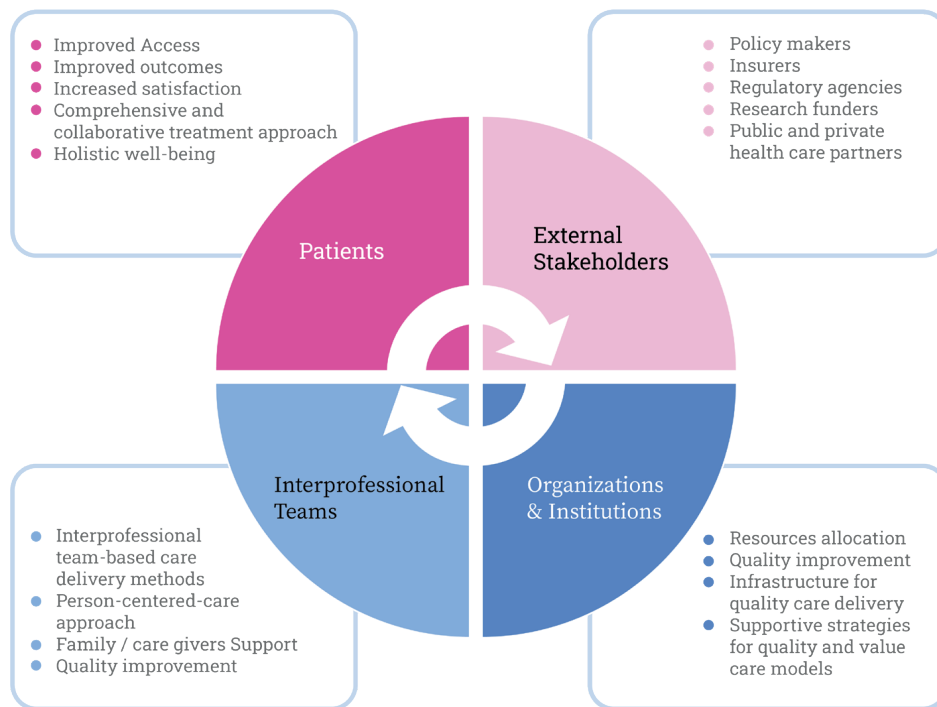 Improved Access
Improved outcomes
Increased satisfaction
Comprehensive and
collaborative treatment approach
Holistic well-being
Policy makers
Insurers
Regulatory agencies
Research funders
Public and private
health care partners
Patients
External
Stakeholders
Interprofessional
Teams
Organizations
& Institutions
Interprofessional
team-based care
delivery methods
Person-centered-care
approach
Family / care givers Support
Quality improvement
Resources allocation
Quality improvement
Infrastructure for
quality care delivery
Supportive strategies
for quality and value
care models